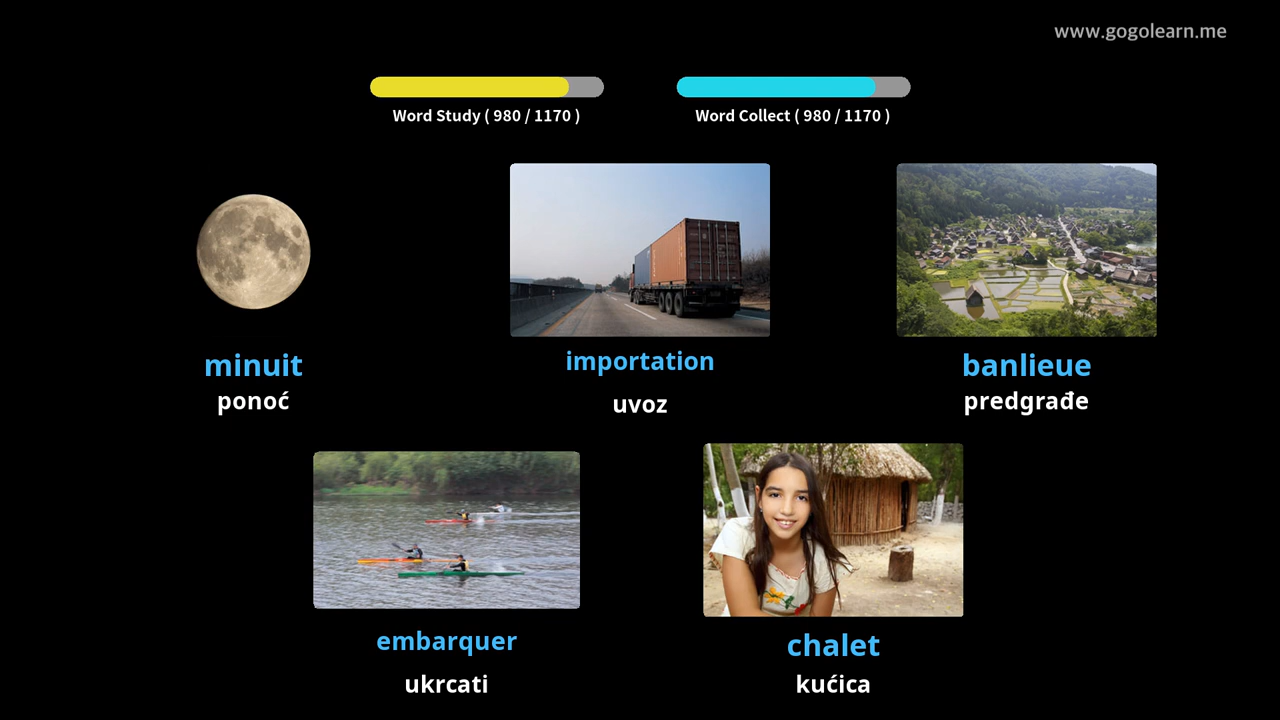 www.gogolearn.me
Word Study ( 980 / 1170 )
Word Collect ( 980 / 1170 )
minuit
ponoć
importation
uvoz
banlieue
predgrađe
embarquer
ukrcati
chalet
kućica